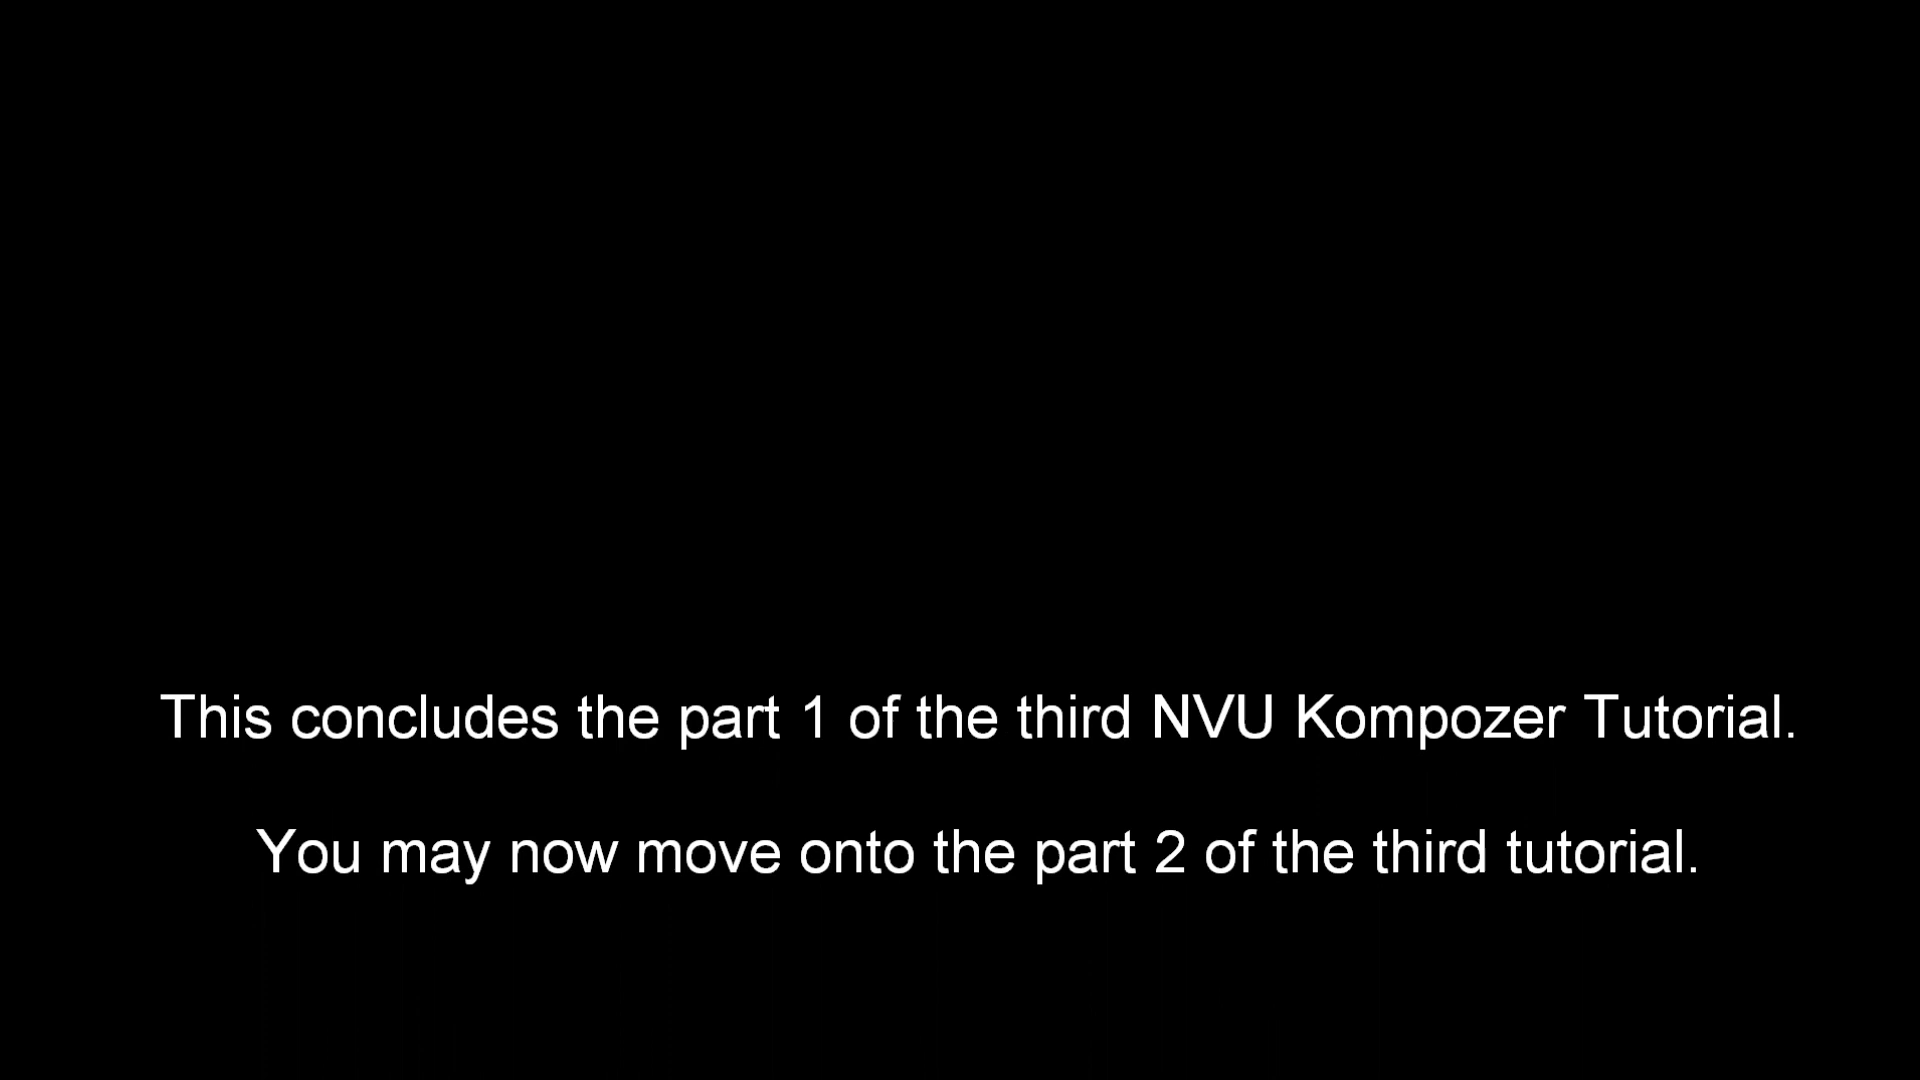 This concludes the part 1 of the third NVU Kompozer Tutorial.
You may now move onto the part 2 of the third tutorial.